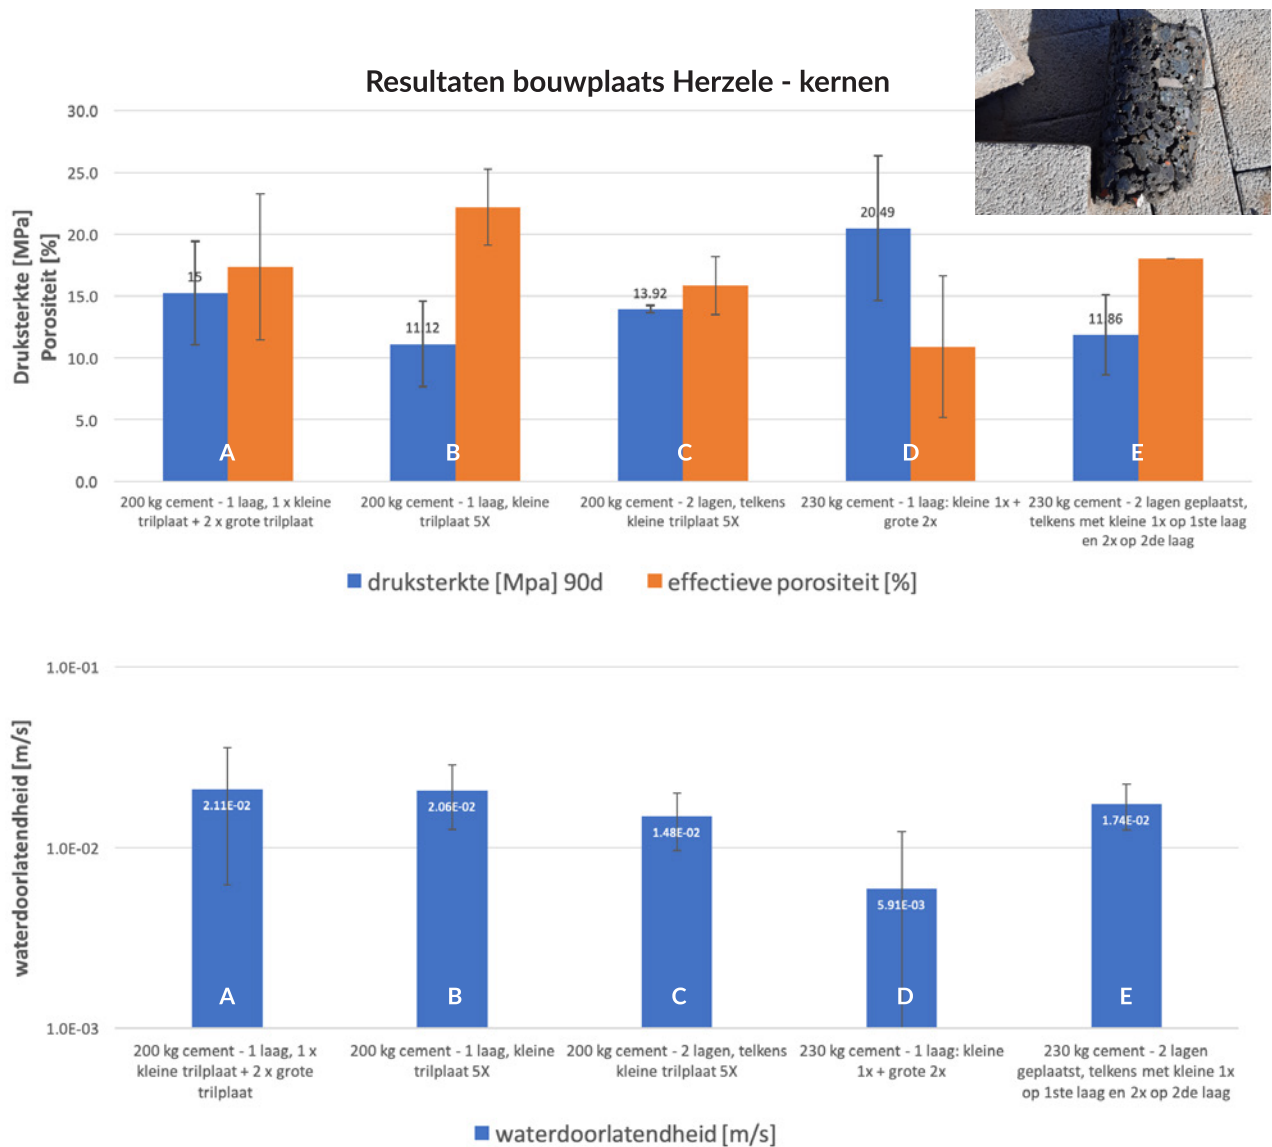 Resultaten bouwplaats Herzele - kernen
Druksterkte [MPa]
Porositeit [%]
30.0
25.0
20.0
15.0
10.0
5.0
0.0
15
11.12
13.92
20.49
11.86
A
B
C
D
E
200 kg cement - 1 laag, 1 x kleine
trilplaat + 2 x grote trilplaat
200 kg cement - 1 laag, kleine
trilplaat 5X
200 kg cement - 2 lagen, telkens
kleine trilplaat 5X
230 kg cement - 1 laag: kleine 1x +
grote 2x
230 kg cement - 2 lagen geplaatst,
telkens met kleine 1x op 1ste laag
en 2x op 2de laag
druksterkte [Mpa] 90d
effectieve porositeit [%]
waterdoorlatendheid [m/s]
1.0E-01
1.0E-02
1.0E-03
2.11E-02
2.06E-02
1.48E-02
5.91E-03
1.74E-02
A
B
C
D
E
200 kg cement - 1 laag, 1 x
kleine trilplaat + 2 x grote
trilplaat
200 kg cement - 1 laag, kleine
trilplaat 5X
200 kg cement - 2 lagen, telkens
kleine trilplaat 5X
230 kg cement - 1 laag: kleine
1x + grote 2x
230 kg cement - 2 lagen
geplaatst, telkens met kleine 1x
op 1ste laag en 2x op 2de laag
waterdoorlatendheid [m/s]